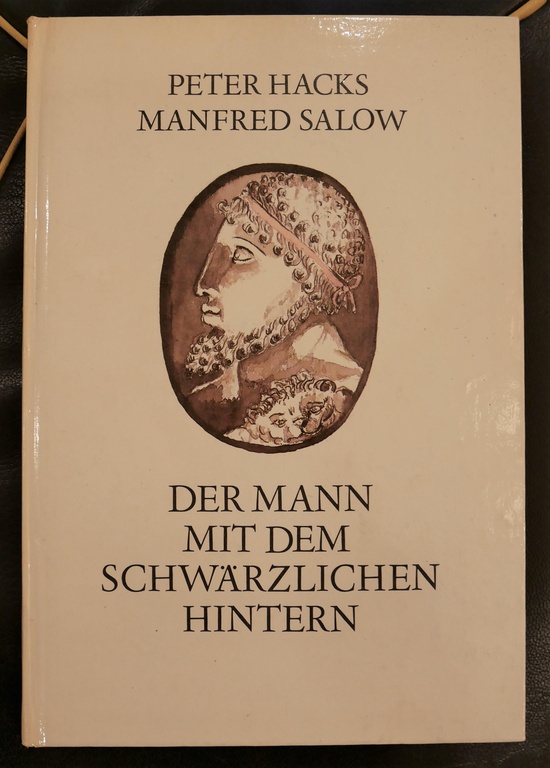 PETER HACKS
MANFRED SALOW
DER MANN
MIT DEM
SCHWÄRZLICHEN
HINTERN